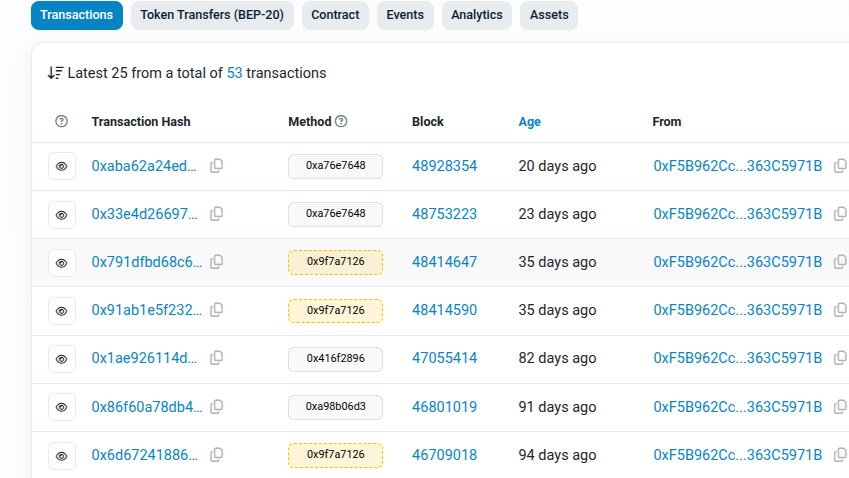 Transactions Token Transfers (BEP-20) Contract Events Analytics Assets
Latest 25 from a total of 53 transactions
Transaction Hash Method Block Age From
0xaba62a24ed... 0xa76e7648 48928354 20 days ago 0xF5B962Cc...363C5971B
0x33e4d26697... 0xa76e7648 48753223 23 days ago 0xF5B962Cc...363C5971B
0x791dfbd68c6... 0x9f7a7126 48414647 35 days ago 0xF5B962Cc...363C5971B
0x91ab1e5f232... 0x9f7a7126 48414590 35 days ago 0xF5B962Cc...363C5971B
0x1ae926114d... 0x416f2896 47055414 82 days ago 0xF5B962Cc...363C5971B
0x86f60a78db4... 0xa98b06d3 46801019 91 days ago 0xF5B962Cc...363C5971B
0x6d67241886... 0x9f7a7126 46709018 94 days ago 0xF5B962Cc...363C5971B